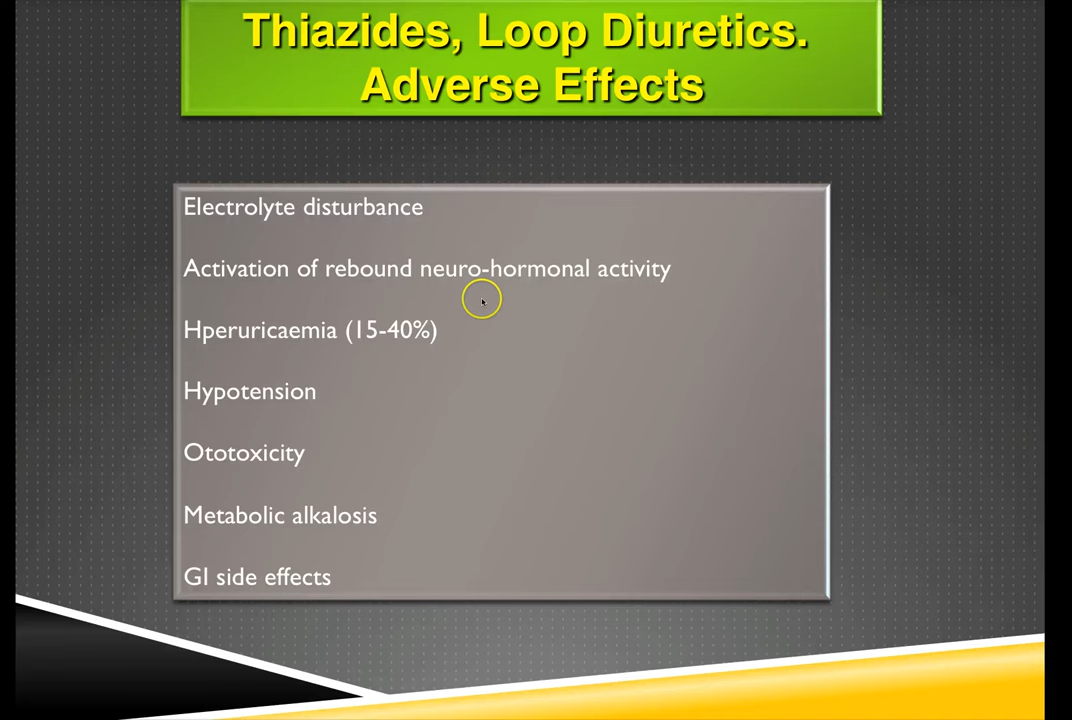 Thiazides, Loop Diuretics.
Adverse Effects
Electrolyte disturbance
Activation of rebound neuro-hormonal activity
Hperuricaemia (15-40%)
Hypotension
Ototoxicity
Metabolic alkalosis
GI side effects